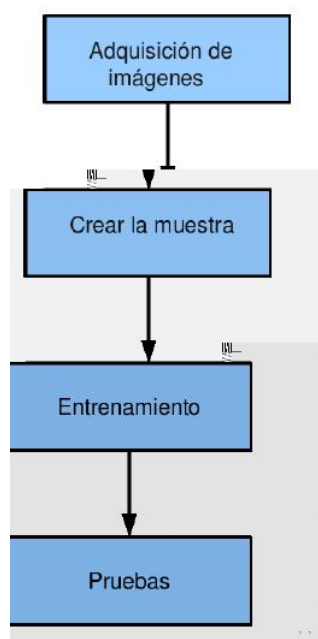 Adquisición de
imágenes
Crear la muestra
Entrenamiento
Pruebas